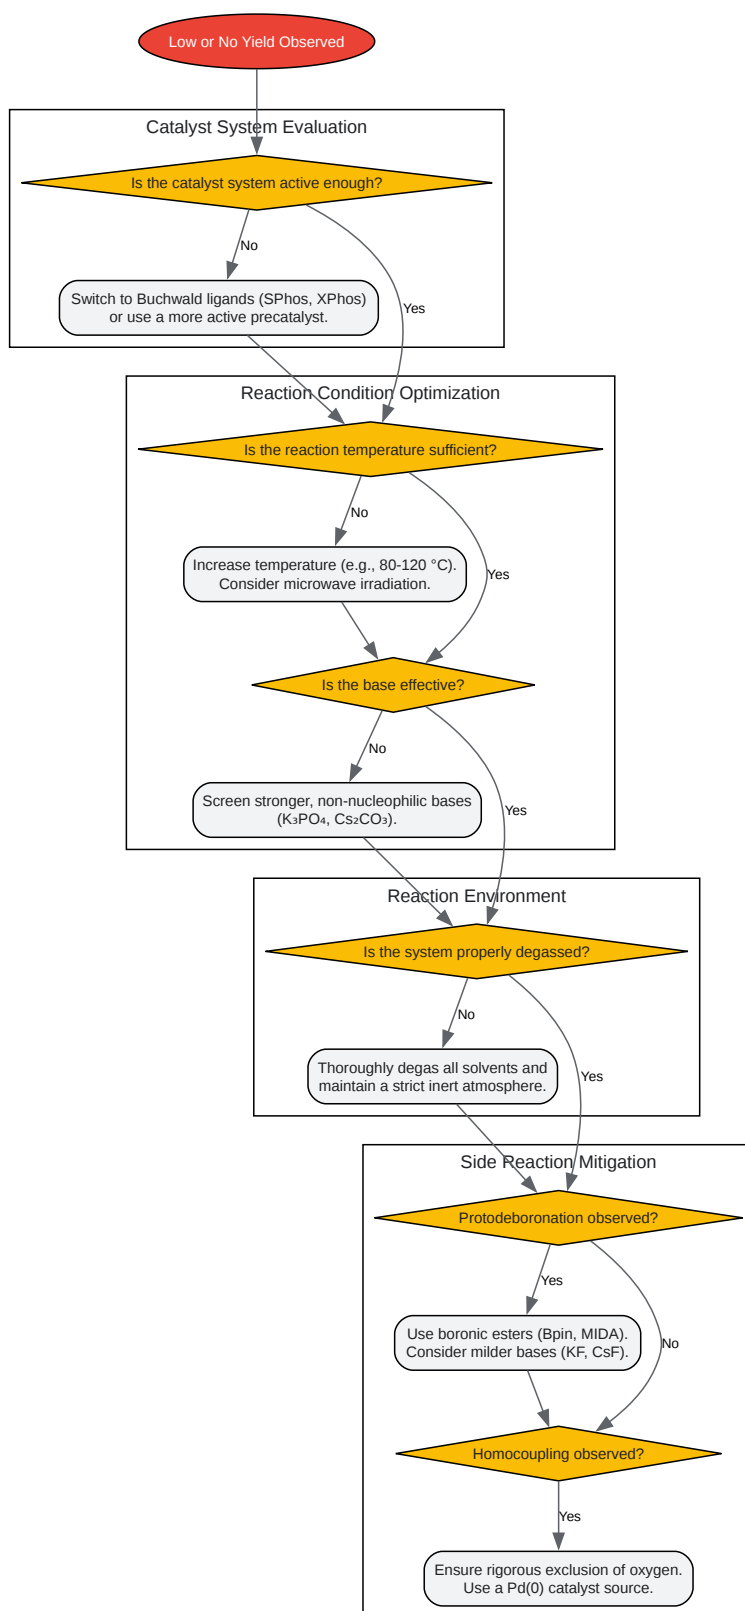 Low or No Yield Observed
Catalyst System Evaluation
Is the catalyst system active enough?
No
Yes
Switch to Buchwald ligands (SPhos, XPhos)
or use a more active precatalyst.
Reaction Condition Optimization
Is the reaction temperature sufficient?
No
Yes
Increase temperature (e.g., 80-120 °C).
Consider microwave irradiation.
Is the base effective?
No
Yes
Screen stronger, non-nucleophilic bases
(K₃PO₄, Cs₂CO₃).
Reaction Environment
Is the system properly degassed?
No
Yes
Thoroughly degas all solvents and
maintain a strict inert atmosphere.
Side Reaction Mitigation
Protodeboronation observed?
Yes
No
Use boronic esters (Bpin, MIDA).
Consider milder bases (KF, CsF).
Homocoupling observed?
Yes
Ensure rigorous exclusion of oxygen.
Use a Pd(0) catalyst source.